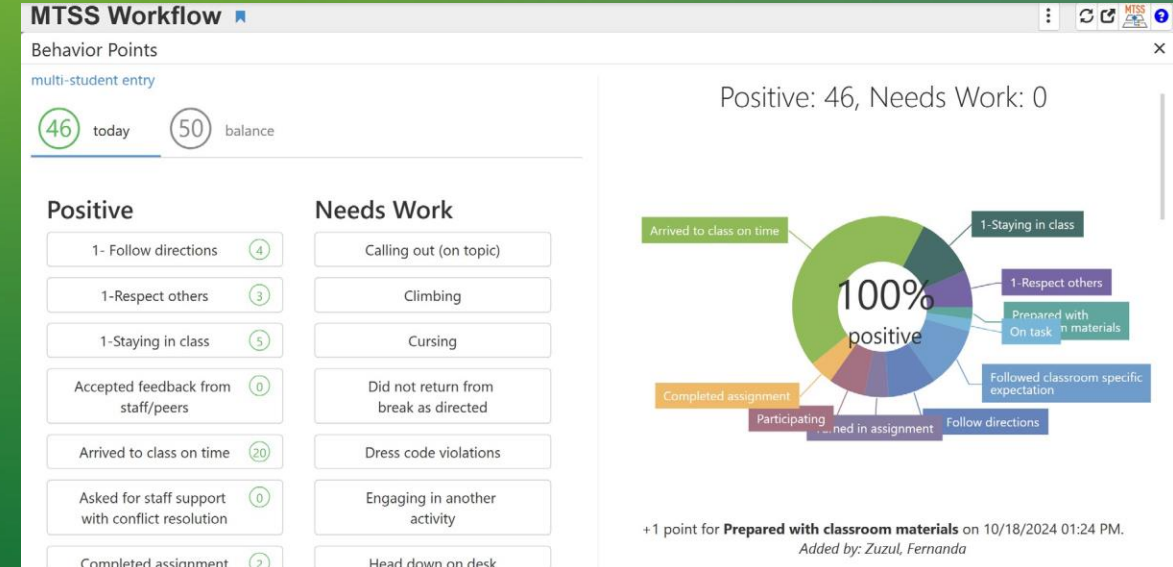 MTSS Workflow
MTSS
?
Behavior Points
×
multi-student entry
46 today
50 balance
Positive
1- Follow directions 4
1-Respect others 3
1-Staying in class 5
Accepted feedback from 0
staff/peers
Arrived to class on time 20
Asked for staff support 0
with conflict resolution
Completed assignment 2
Needs Work
Calling out (on topic)
Climbing
Cursing
Did not return from
break as directed
Dress code violations
Engaging in another
activity
Head down on desk
Positive: 46, Needs Work: 0
Arrived to class on time
1-Staying in class
1-Respect others
Prepared with
materials
On task
100%
positive
Followed classroom specific
expectation
Completed assignment
Participating
in assignment
Follow directions
+1 point for Prepared with classroom materials on 10/18/2024 01:24 PM.
Added by: Zuzul, Fernanda